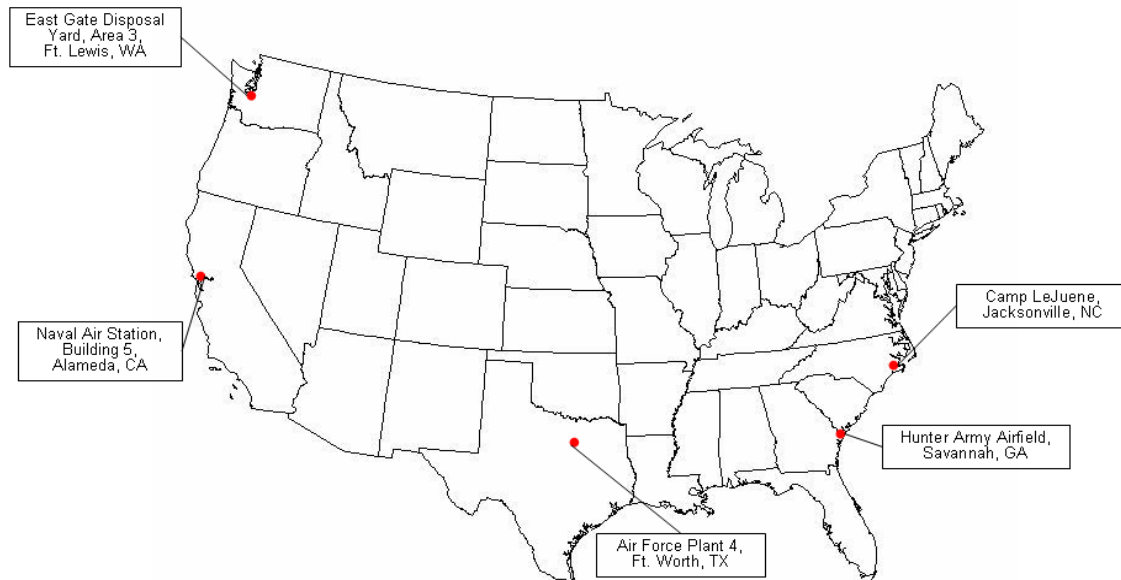 East Gate Disposal
Yard, Area 3,
Ft. Lewis, WA
Naval Air Station,
Building 5,
Alameda, CA
Camp LeJuene,
Jacksonville, NC
Hunter Army Airfield,
Savannah, GA
Air Force Plant 4,
Ft. Worth, TX